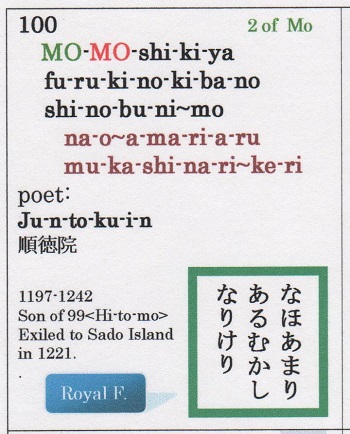 100
2 of Mo
MO-MO-shi-ki-ya
fu-ru-ki-no-ki-ba-no
shi-no-bu-ni~mo
na-o~a-ma-ri-a-ru
mu-ka-shi-na-ri~ke-ri
poet:
Ju-n-to-ku-i-n
順徳院
1197-1242
Son of 99<Hi-to-mo>
Exiled to Sado Island
in 1221.
.
Royal F.
なほあまり
あるむかし
なりけり